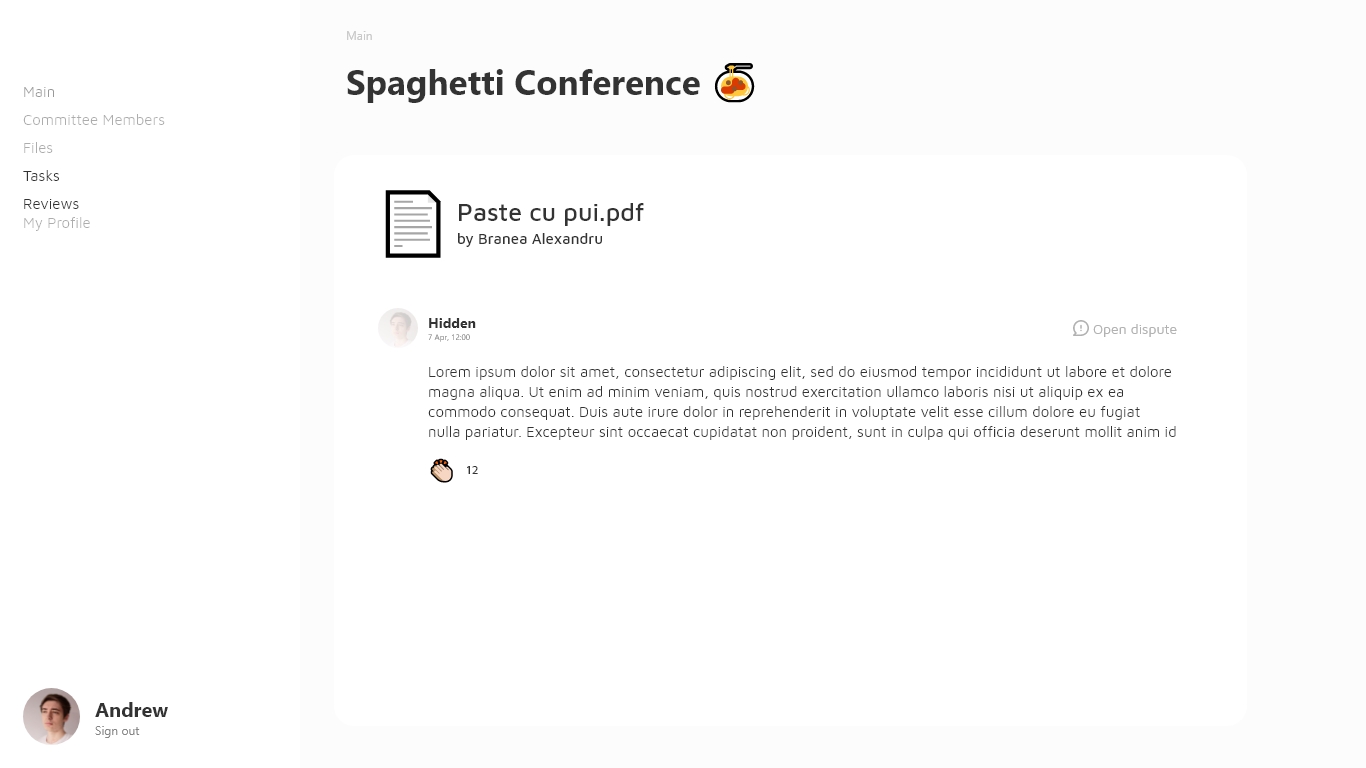 Main
Committee Members
Files
Tasks
Reviews
My Profile
Andrew
Sign out
Main
Spaghetti Conference
Paste cu pui.pdf
by Branea Alexandru
Hidden
7 Apr, 12:00
Open dispute
Lorem ipsum dolor sit amet, consectetur adipiscing elit, sed do eiusmod tempor incididunt ut labore et dolore
magna aliqua. Ut enim ad minim veniam, quis nostrud exercitation ullamco laboris nisi ut aliquip ex ea
commodo consequat. Duis aute irure dolor in reprehenderit in voluptate velit esse cillum dolore eu fugiat
nulla pariatur. Excepteur sint occaecat cupidatat non proident, sunt in culpa qui officia deserunt mollit anim id
12